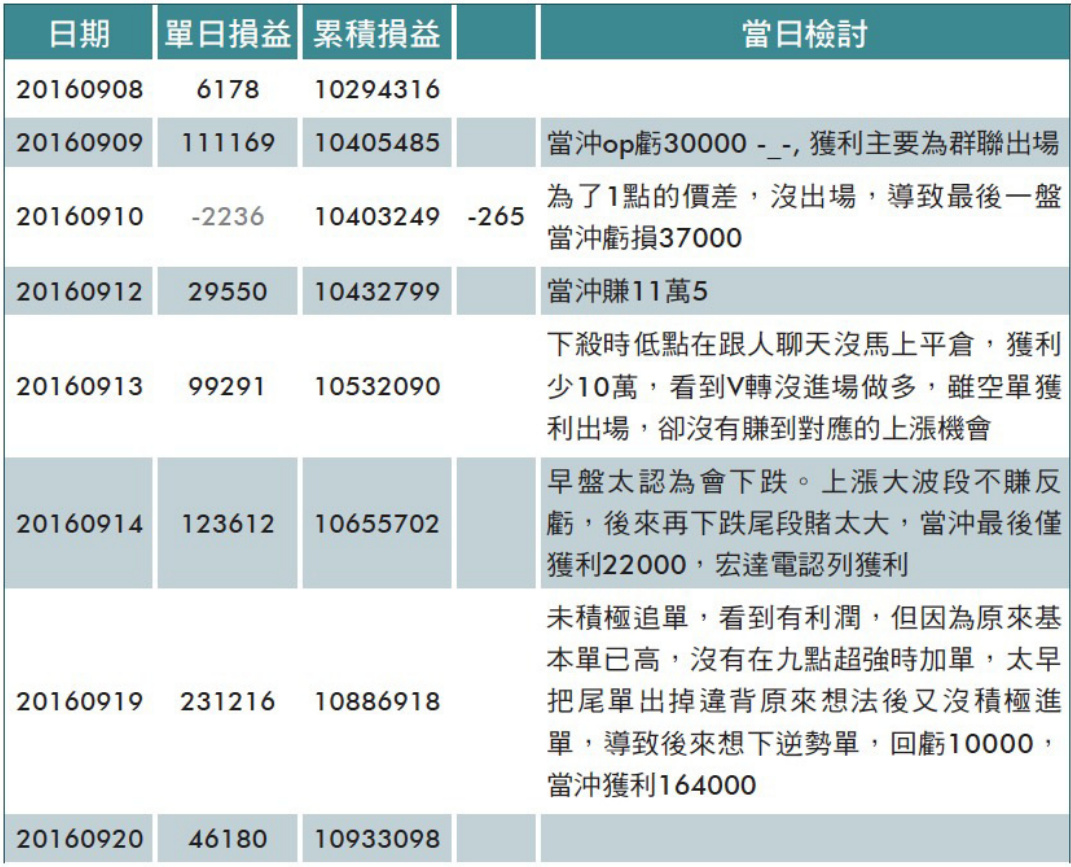 日期 單日損益 累積損益 當日檢討
20160908 6178 10294316
20160909 111169 10405485 當沖op虧30000 -_-, 獲利主要為群聯出場
20160910 -2236 10403249 -265 為了1點的價差，沒出場，導致最後一盤
當沖虧損37000
20160912 29550 10432799 當沖賺11萬5
20160913 99291 10532090 下殺時低點在跟人聊天沒馬上平倉，獲利
少10萬，看到V轉沒進場做多，雖空單獲
利出場，卻沒有賺到對應的上漲機會
20160914 123612 10655702 早盤太認為會下跌。上漲大波段不賺反
虧，後來再下跌尾段賭太大，當沖最後僅
獲利22000，宏達電認列獲利
20160919 231216 10886918 未積極追單，看到有利潤，但因為原來基
本單已高，沒有在九點超強時加單，太早
把尾單出掉違背原來想法後又沒積極進
單，導致後來想下逆勢單，回虧10000，
當沖獲利164000
20160920 46180 10933098